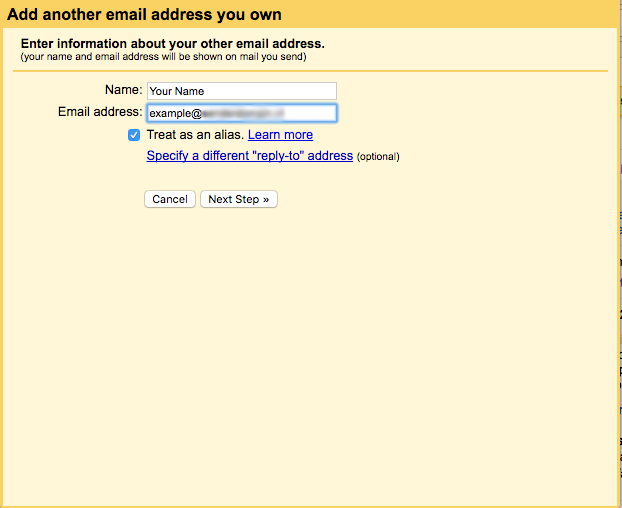 Add another email address you own
Enter information about your other email address.
(your name and email address will be shown on mail you send)
Name: Your Name
Email address: example@
Treat as an alias. Learn more
Specify a different "reply-to" address (optional)
Cancel Next Step »